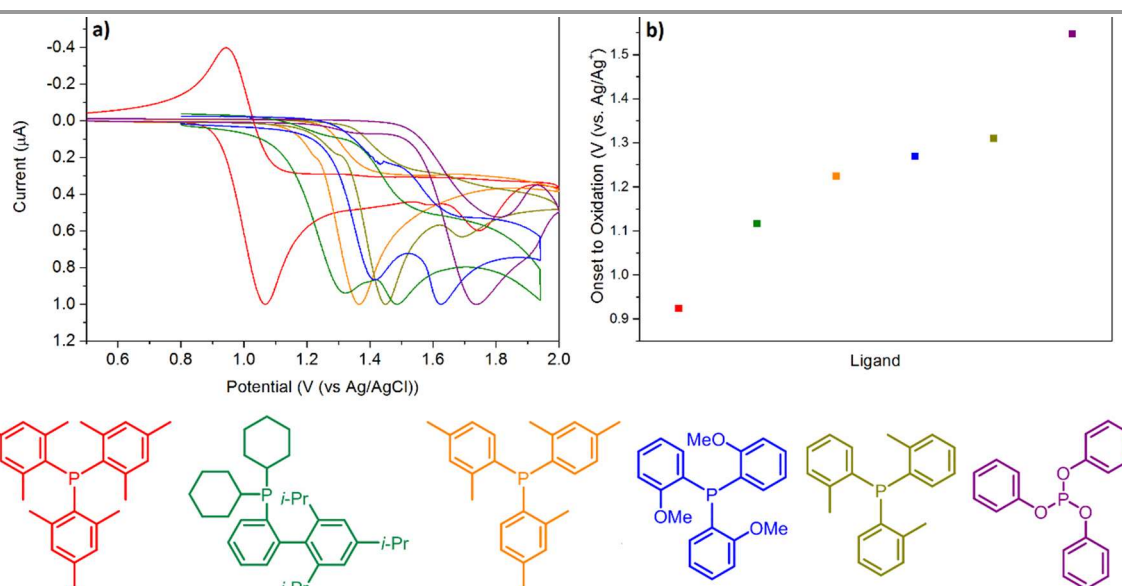 a)
-0.4
-0.2
0.0
0.2
0.4
0.6
0.8
1.0
1.2
Current (μA)
0.6 0.8 1.0 1.2 1.4 1.6 1.8 2.0
Potential (V (vs Ag/AgCl))
b)
1.5
1.4
1.3
1.2
1.1
1.0
0.9
Onset to Oxidation (V (vs. Ag/Ag⁺)
Ligand
P
P
i-Pr
i-Pr
i-Pr
P
MeO
P
OMe
OMe
P
O
O
P
O